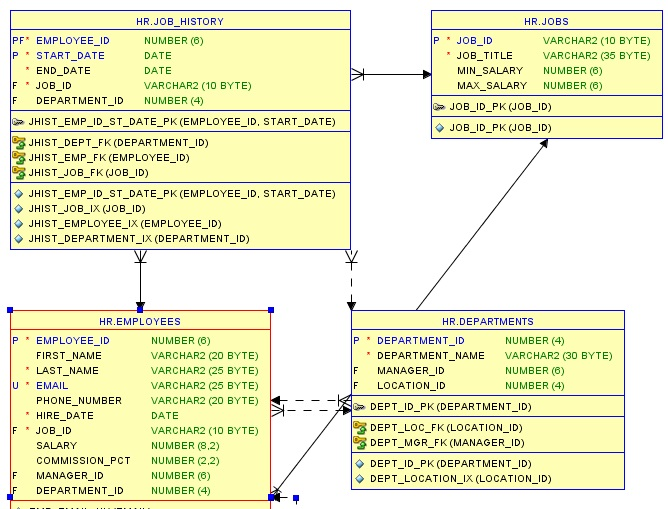 HR.JOB_HISTORY
PF* EMPLOYEE_ID NUMBER (6)
P * START_DATE DATE
* END_DATE DATE
F * JOB_ID VARCHAR2 (10 BYTE)
F DEPARTMENT_ID NUMBER (4)
JHIST_EMP_ID_ST_DATE_PK (EMPLOYEE_ID, START_DATE)
JHIST_DEPT_FK (DEPARTMENT_ID)
JHIST_EMP_FK (EMPLOYEE_ID)
JHIST_JOB_FK (JOB_ID)
JHIST_EMP_ID_ST_DATE_PK (EMPLOYEE_ID, START_DATE)
JHIST_JOB_IX (JOB_ID)
JHIST_EMPLOYEE_IX (EMPLOYEE_ID)
JHIST_DEPARTMENT_IX (DEPARTMENT_ID)
HR.JOBS
P * JOB_ID VARCHAR2 (10 BYTE)
* JOB_TITLE VARCHAR2 (35 BYTE)
MIN_SALARY NUMBER (6)
MAX_SALARY NUMBER (6)
JOB_ID_PK (JOB_ID)
JOB_ID_PK (JOB_ID)
HR.EMPLOYEES
P * EMPLOYEE_ID NUMBER (6)
FIRST_NAME VARCHAR2 (20 BYTE)
* LAST_NAME VARCHAR2 (25 BYTE)
U * EMAIL VARCHAR2 (25 BYTE)
PHONE_NUMBER VARCHAR2 (20 BYTE)
* HIRE_DATE DATE
F * JOB_ID VARCHAR2 (10 BYTE)
SALARY NUMBER (8,2)
COMMISSION_PCT NUMBER (2,2)
F MANAGER_ID NUMBER (6)
F DEPARTMENT_ID NUMBER (4)
HR.DEPARTMENTS
P * DEPARTMENT_ID NUMBER (4)
* DEPARTMENT_NAME VARCHAR2 (30 BYTE)
F MANAGER_ID NUMBER (6)
F LOCATION_ID NUMBER (4)
DEPT_ID_PK (DEPARTMENT_ID)
DEPT_LOC_FK (LOCATION_ID)
DEPT_MGR_FK (MANAGER_ID)
DEPT_ID_PK (DEPARTMENT_ID)
DEPT_LOCATION_IX (LOCATION_ID)